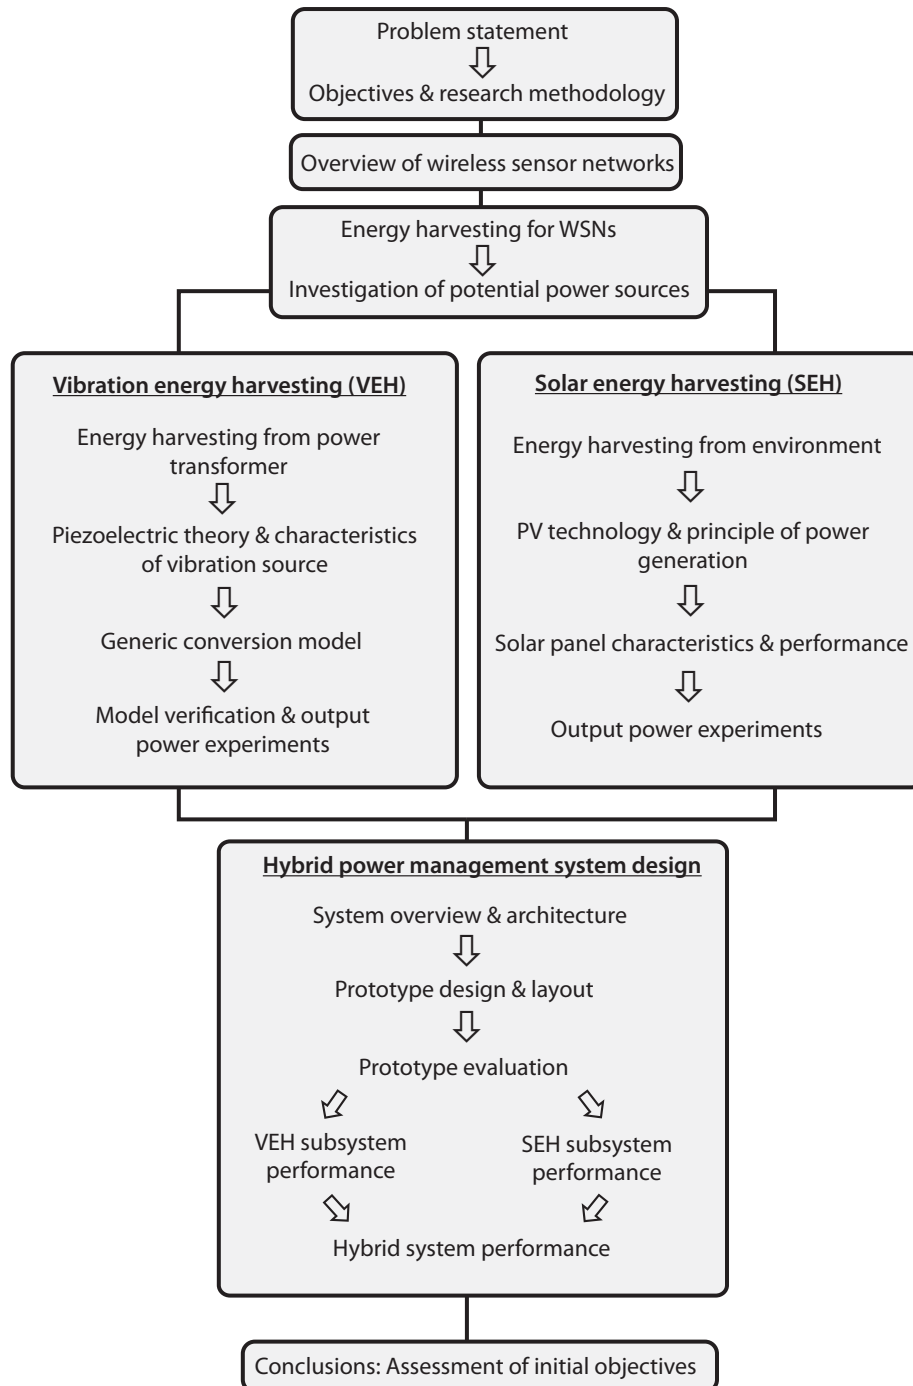 Problem statement
Objectives & research methodology
Overview of wireless sensor networks
Energy harvesting for WSNs
Investigation of potential power sources
Vibration energy harvesting (VEH)
Energy harvesting from power
transformer
Piezoelectric theory & characteristics
of vibration source
Generic conversion model
Model verification & output
power experiments
Solar energy harvesting (SEH)
Energy harvesting from environment
PV technology & principle of power
generation
Solar panel characteristics & performance
Output power experiments
Hybrid power management system design
System overview & architecture
Prototype design & layout
Prototype evaluation
VEH subsystem
performance
SEH subsystem
performance
Hybrid system performance
Conclusions: Assessment of initial objectives